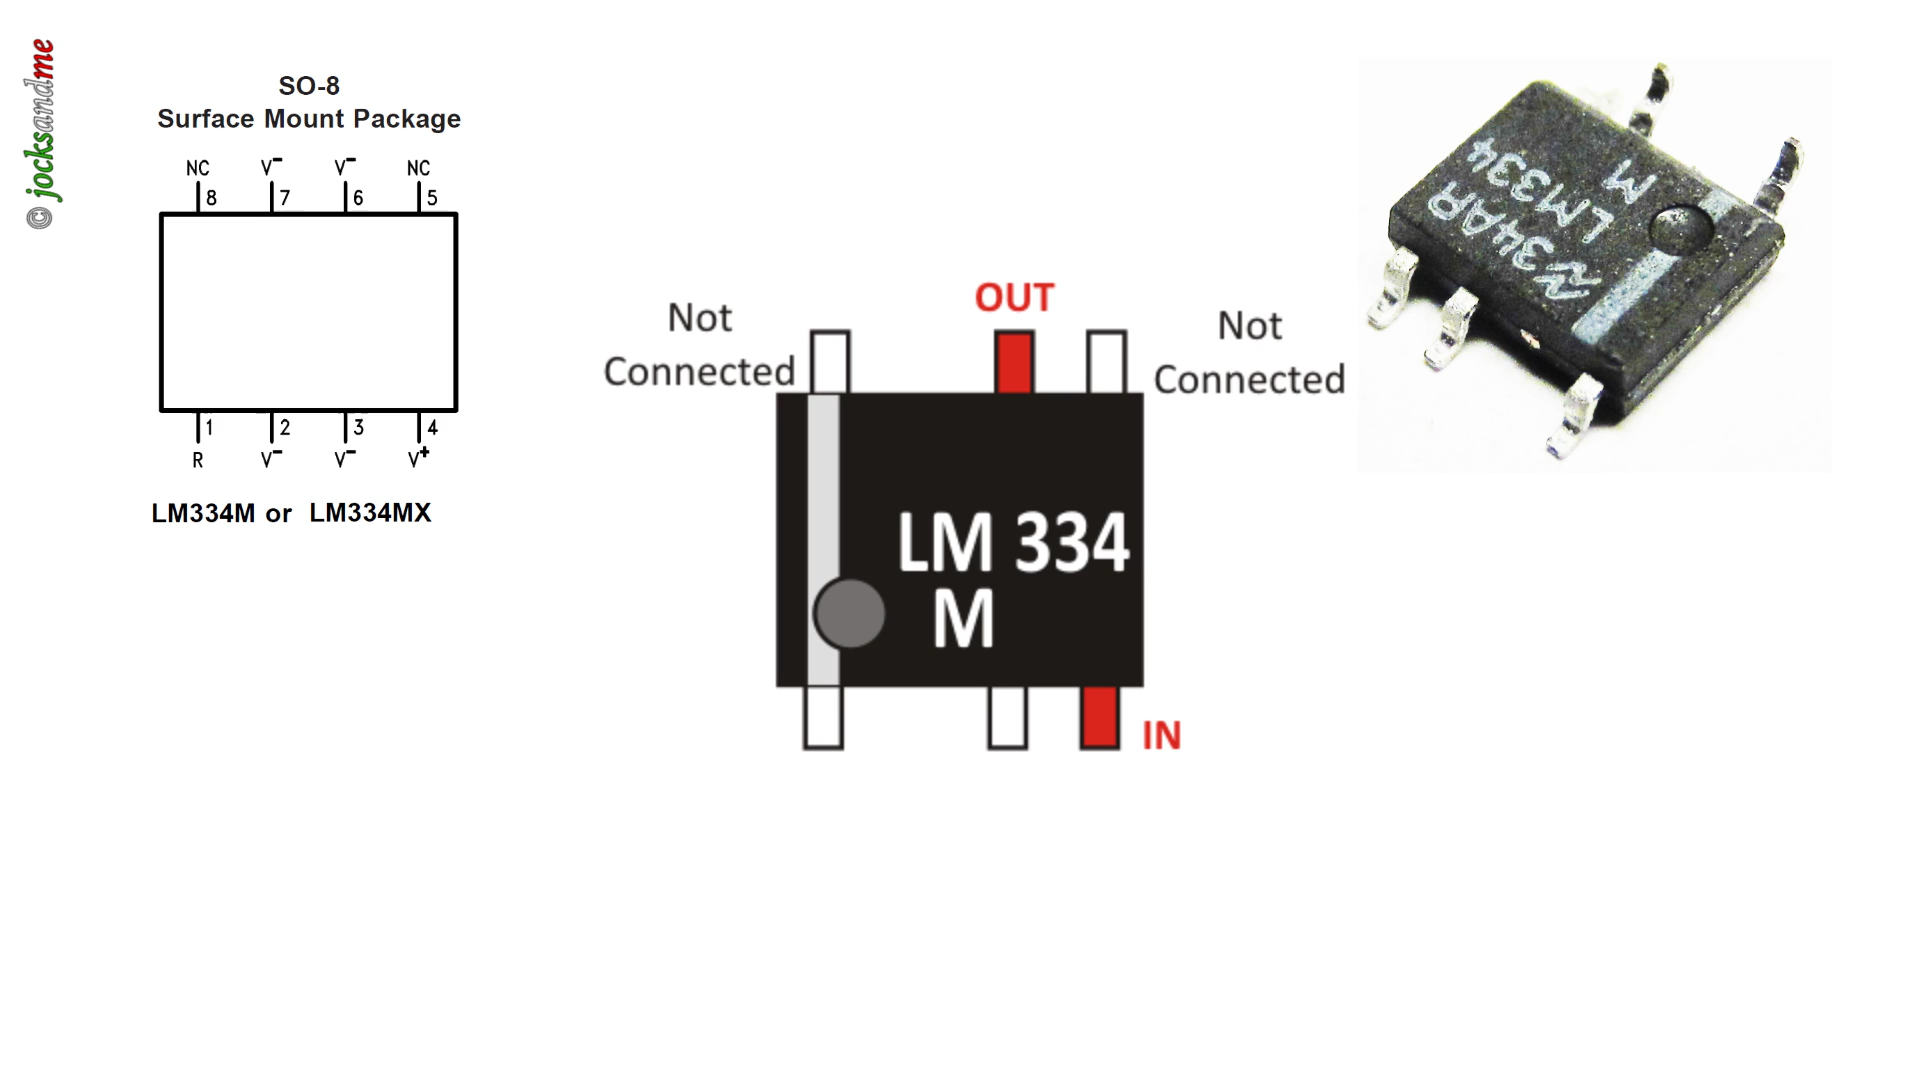 © jocksandme
SO-8
Surface Mount Package
NC V− V− NC
8 7 6 5
1 2 3 4
R V− V− V+
LM334M or LM334MX
Not
Connected
OUT
Not
Connected
LM 334
M
IN
34AR
LM334
M